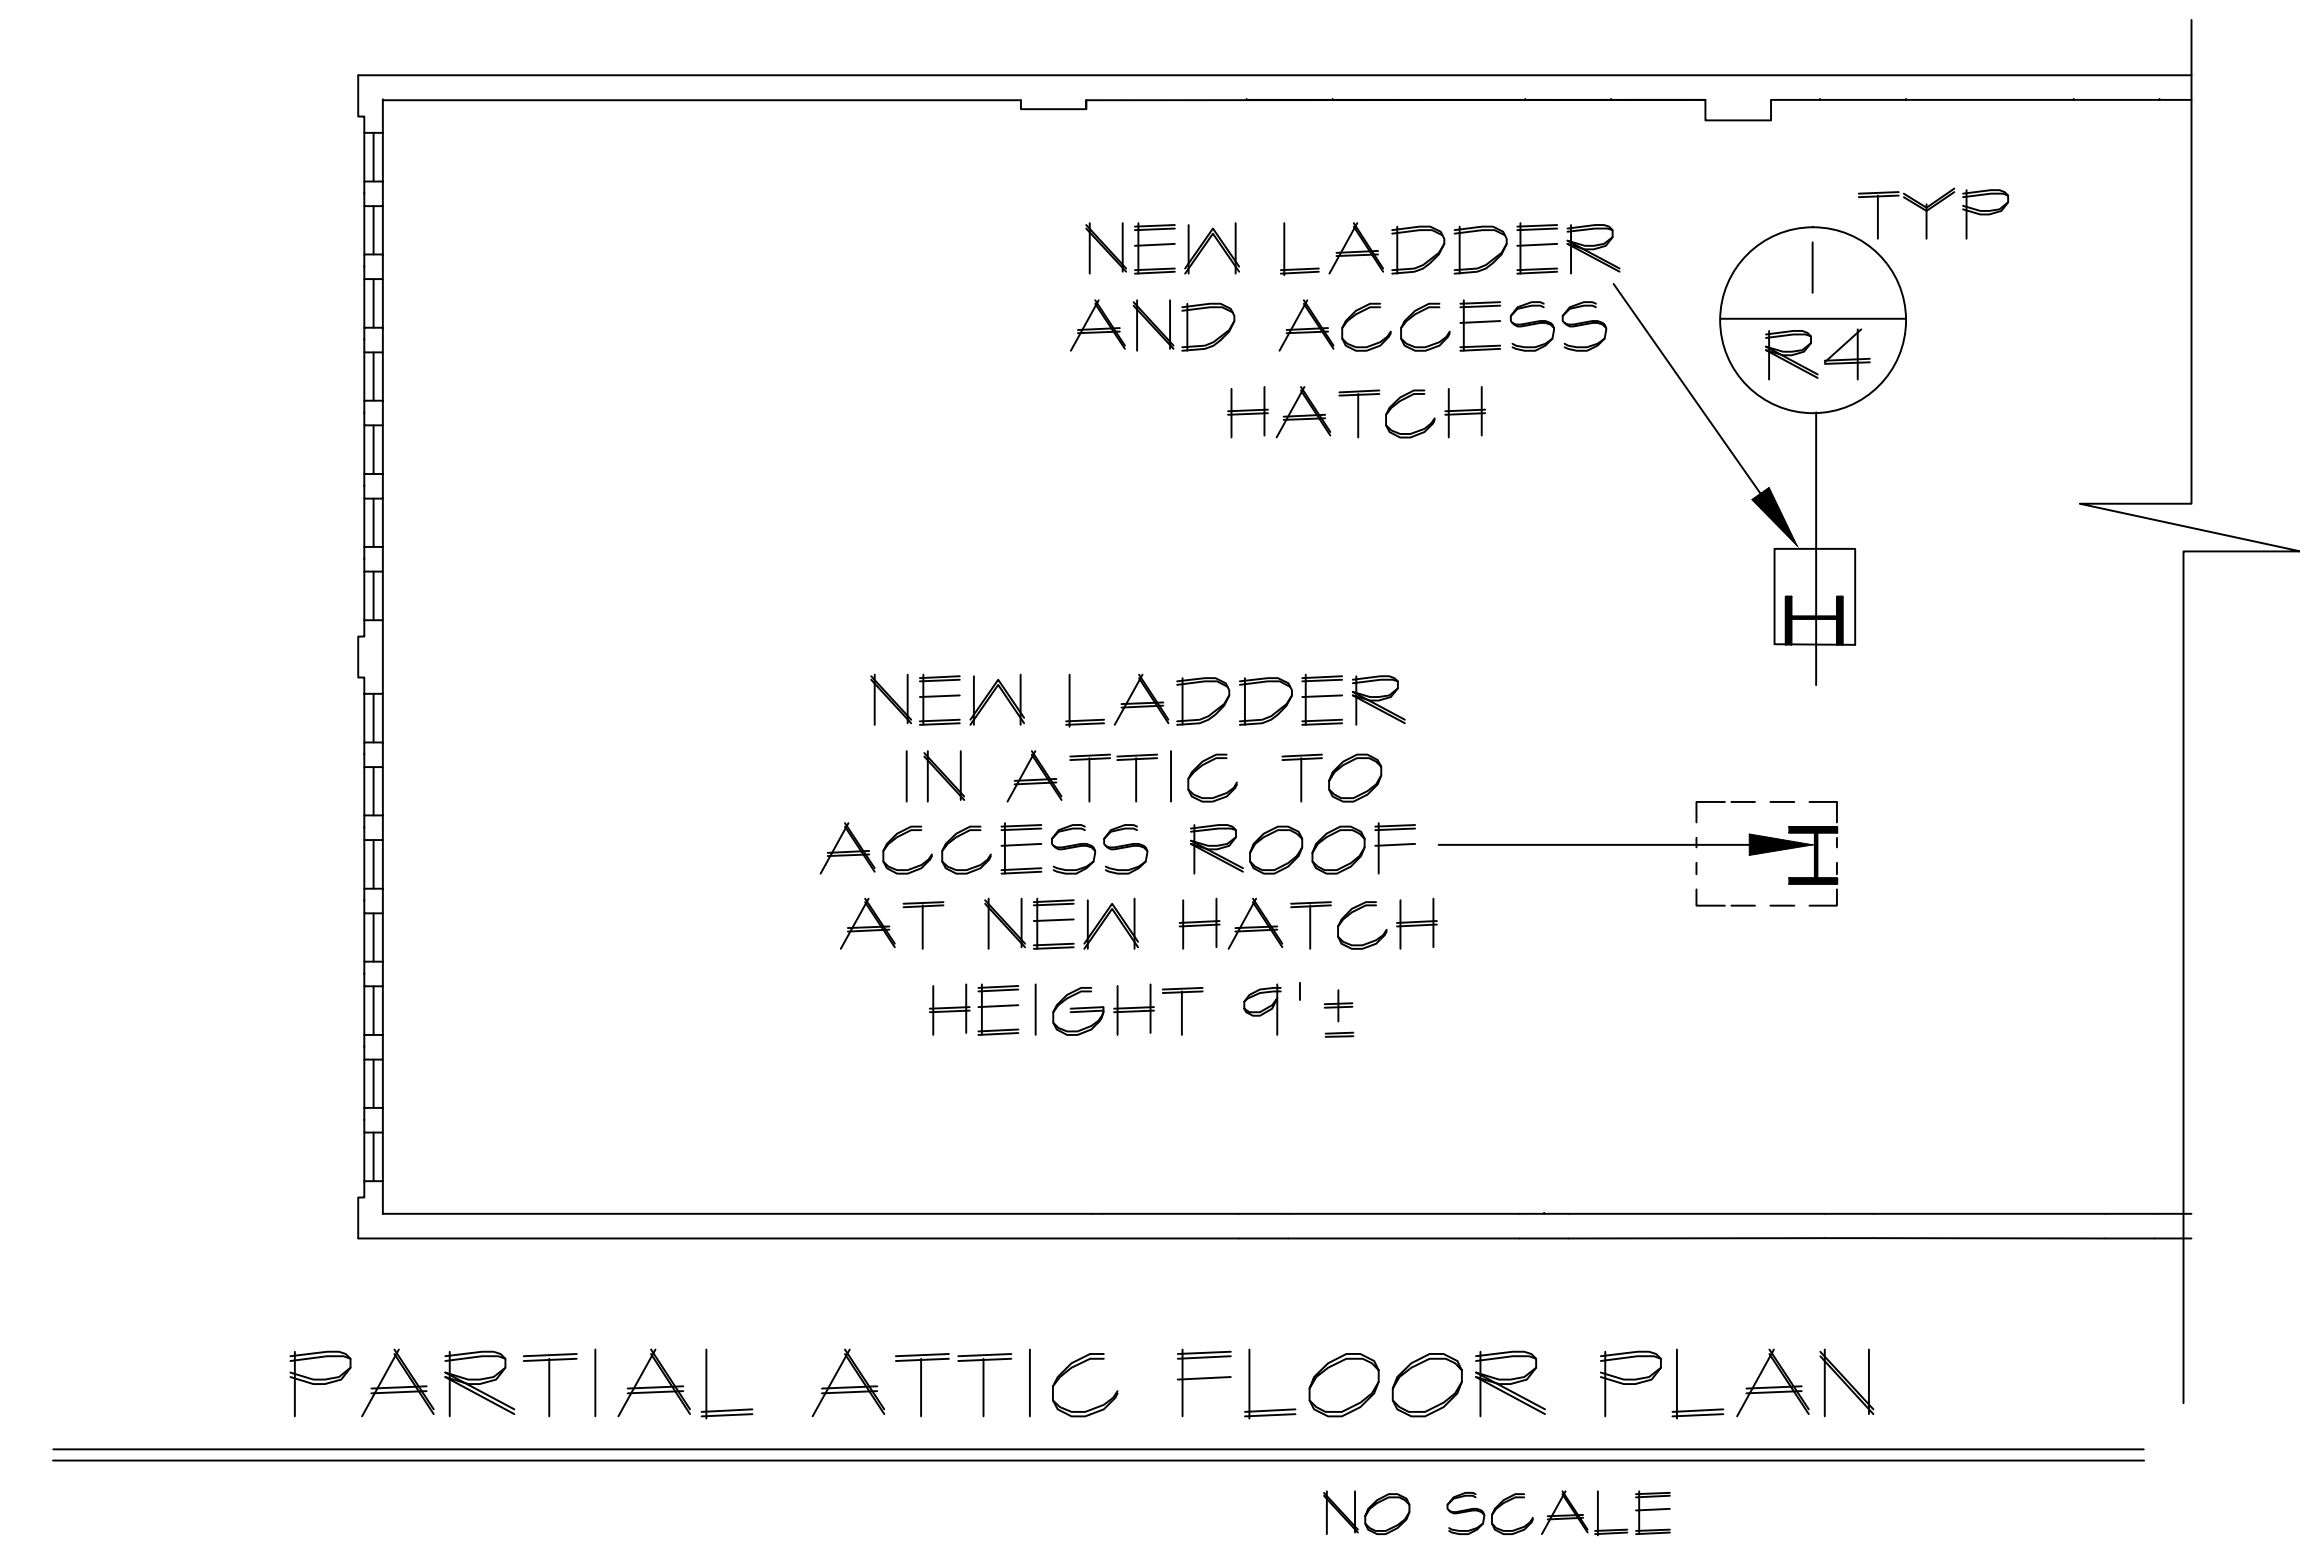 TYP
NEW LADDER
AND ACCESS
HATCH
1
R4
NEW LADDER
IN ATTIC TO
ACCESS ROOF
AT NEW HATCH
HEIGHT 9' ±
PARTIAL ATTIC FLOOR PLAN
NO SCALE